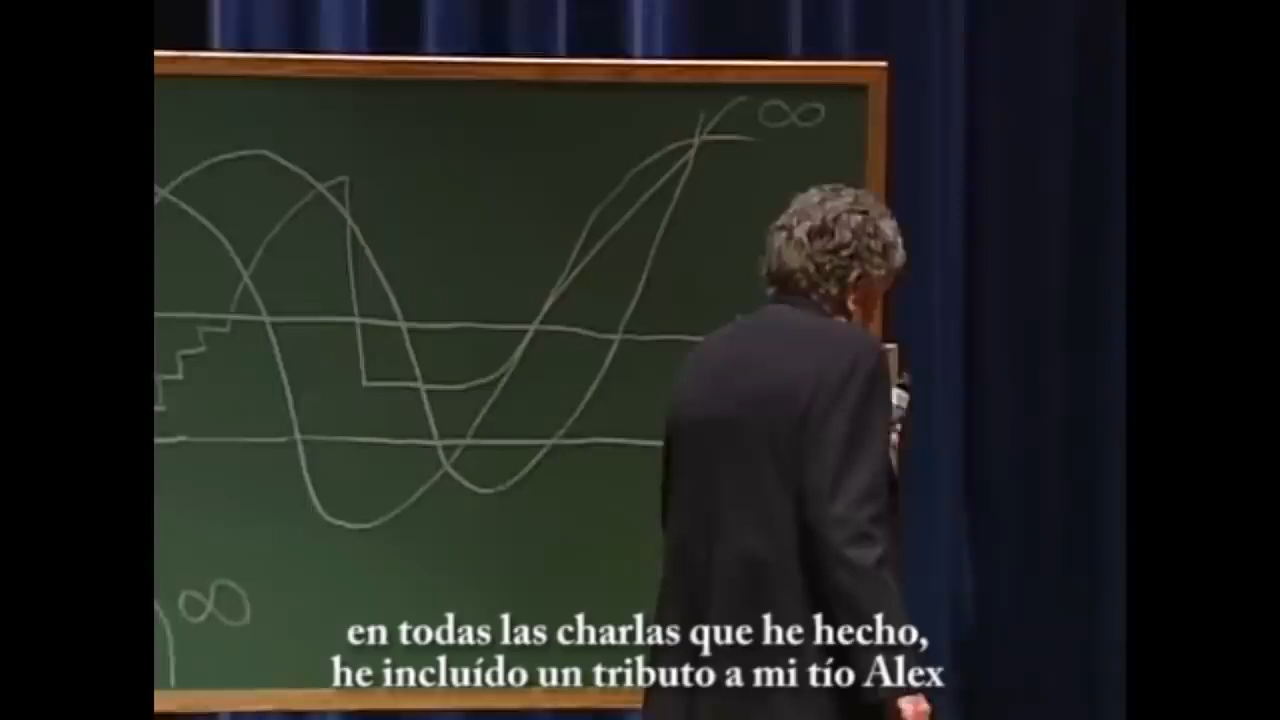 ∞
∞
en todas las charlas que he hecho,
he incluído un tributo a mi tío Alex